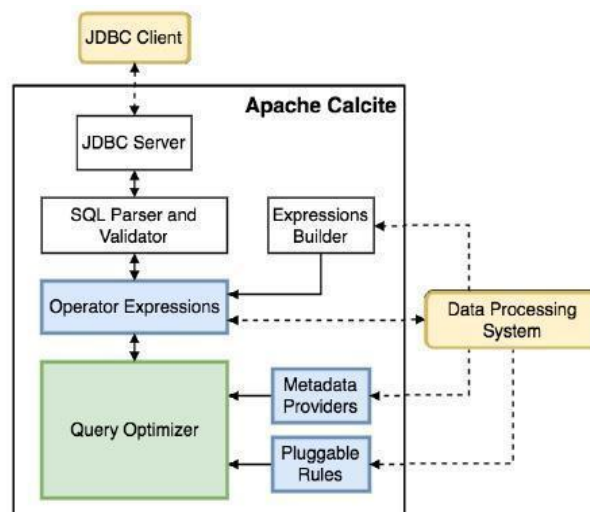 JDBC Client
Apache Calcite
JDBC Server
SQL Parser and
Validator
Expressions
Builder
Operator Expressions
Data Processing
System
Query Optimizer
Metadata
Providers
Pluggable
Rules